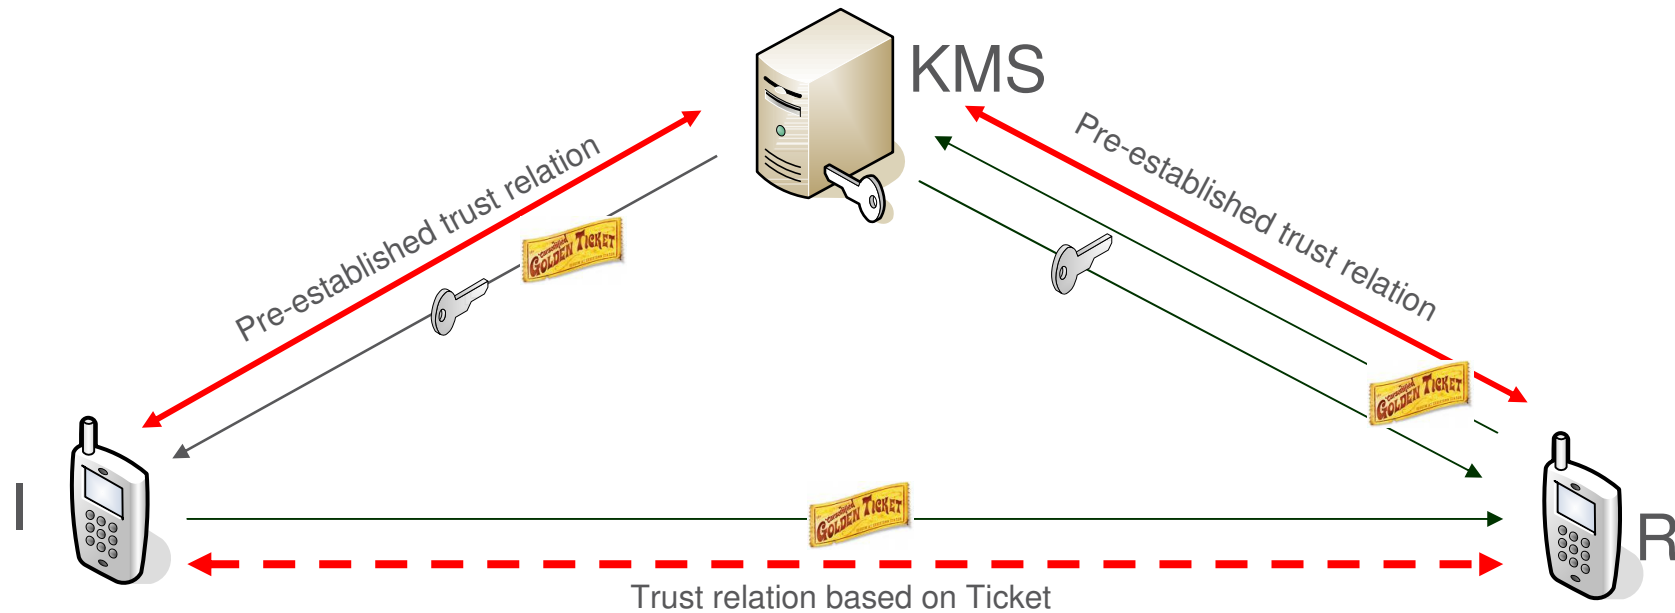 KMS
Pre-established trust relation
Pre-established trust relation
GOLDEN TICKET
GOLDEN TICKET
I
GOLDEN TICKET
R
Trust relation based on Ticket